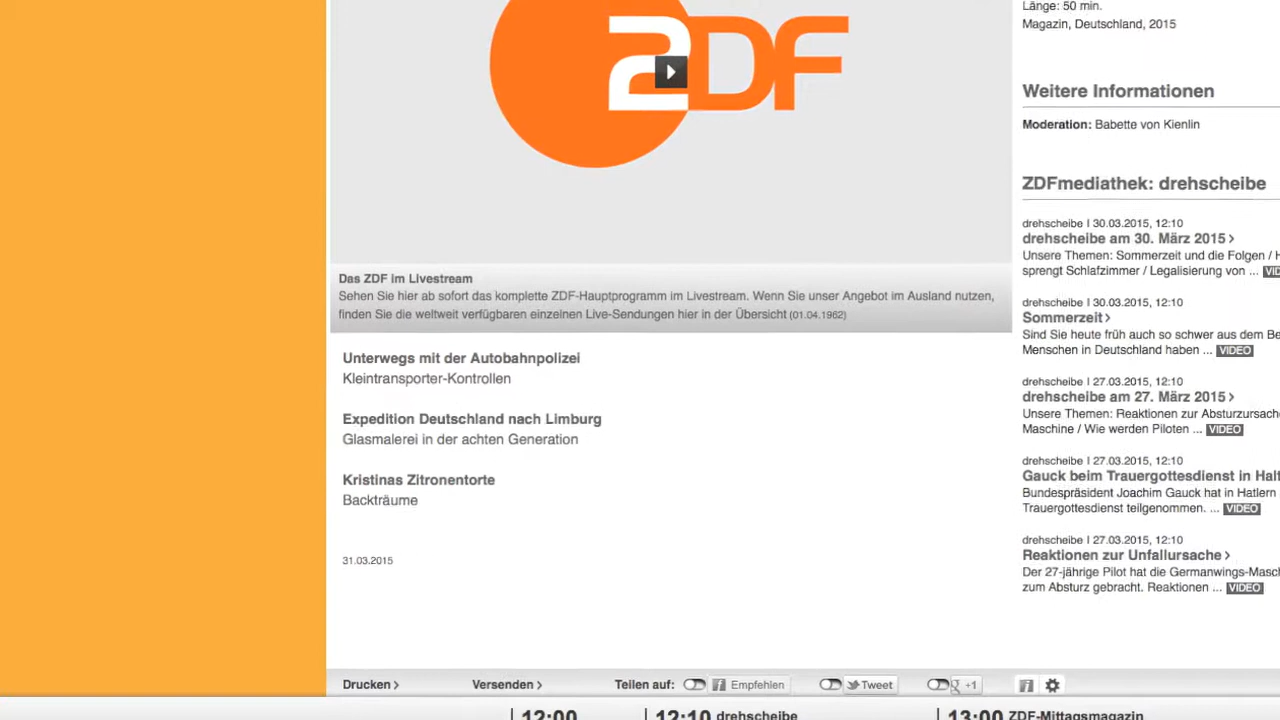 ZDF
Das ZDF im Livestream
Sehen Sie hier ab sofort das komplette ZDF-Hauptprogramm im Livestream. Wenn Sie unser Angebot im Ausland nutzen,
finden Sie die weltweit verfügbaren einzelnen Live-Sendungen hier in der Übersicht (01.04.1962)
Unterwegs mit der Autobahnpolizei
Kleintransporter-Kontrollen
Expedition Deutschland nach Limburg
Glasmalerei in der achten Generation
Kristinas Zitronentorte
Backträume
31.03.2015
Länge: 50 min.
Magazin, Deutschland, 2015
Weitere Informationen
Moderation: Babette von Kienlin
ZDFmediathek: drehscheibe
drehscheibe | 30.03.2015, 12:10
drehscheibe am 30. März 2015 ›
Unsere Themen: Sommerzeit und die Folgen /
sprengt Schlafzimmer / Legalisierung von ...
drehscheibe | 30.03.2015, 12:10
Sommerzeit ›
Sind Sie heute früh auch so schwer aus dem
Menschen in Deutschland haben ... VIDEO
drehscheibe | 27.03.2015, 12:10
drehscheibe am 27. März 2015 ›
Unsere Themen: Reaktionen zur Absturzursache
Maschine / Wie werden Piloten ... VIDEO
drehscheibe | 27.03.2015, 12:10
Gauck beim Trauergottesdienst in
Bundespräsident Joachim Gauck hat in Hatlern
Trauergottesdienst teilgenommen. ... VIDEO
drehscheibe | 27.03.2015, 12:10
Reaktionen zur Unfallursache ›
Der 27-jährige Pilot hat die
zum Absturz gebracht. Reaktionen ... VIDEO
Drucken › Versenden › Teilen auf: Empfehlen Tweet +1
12:00 12:10 drehscheibe 13:00 ZDF-Mittagsmagazin